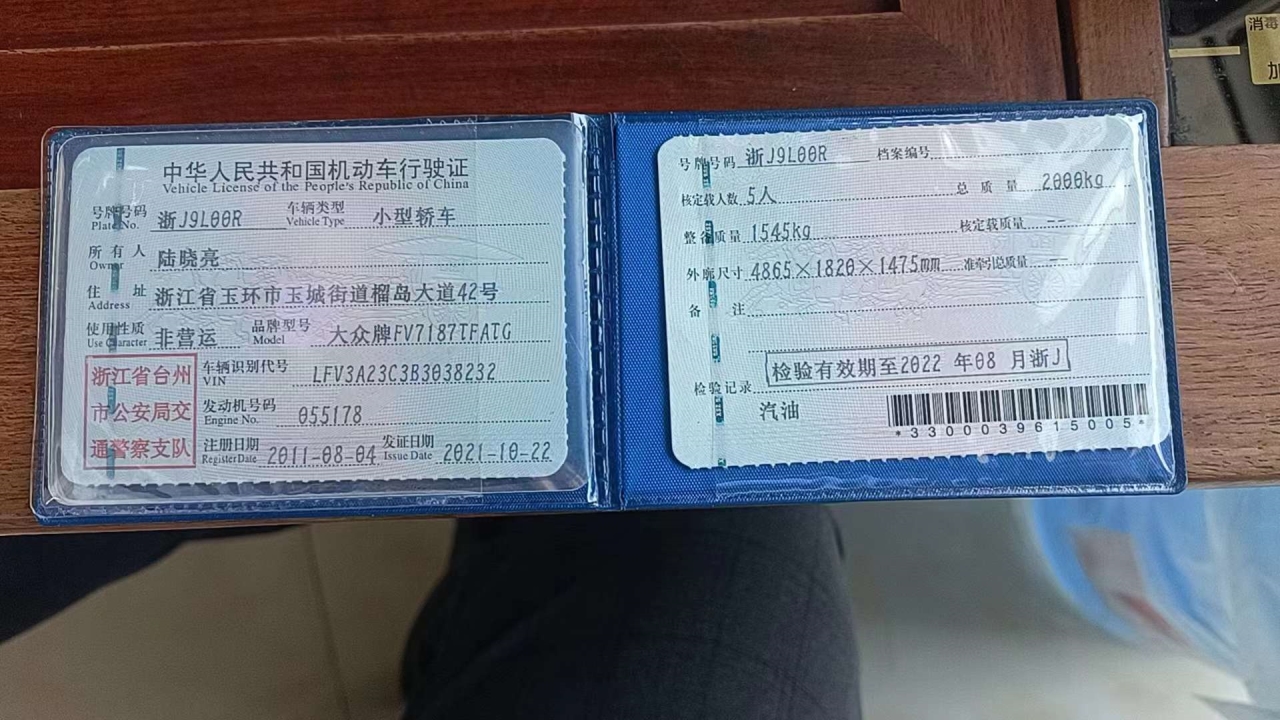 中华人民共和国机动车行驶证
Vehicle License of the People's Republic of China
号牌号码 浙J9L00R 车辆类型 小型轿车
Plate No. Vehicle Type
所有人 陆晓亮
Owner
住址 浙江省玉环市玉城街道榴岛大道42号
Address
使用性质 非营运 品牌型号 大众牌FV7187TFATG
Use Character Model
浙江省台州
市公安局交
通警察支队
车辆识别代号 LFV3A23C3B3038232
VIN
发动机号码 055178
Engine No.
注册日期 2011-08-04 发证日期 2021-10-22
Register Date Issue Date
号牌号码 浙J9L00R 档案编号
核定载人数 5人 总质量 2000kg
整备质量 1545kg 核定载质量 --
外廓尺寸 4865×1820×1475mm 准牵引总质量 --
备注
检验有效期至2022 年08 月浙J
检验记录
汽油
*3300039615005*
消毒
加